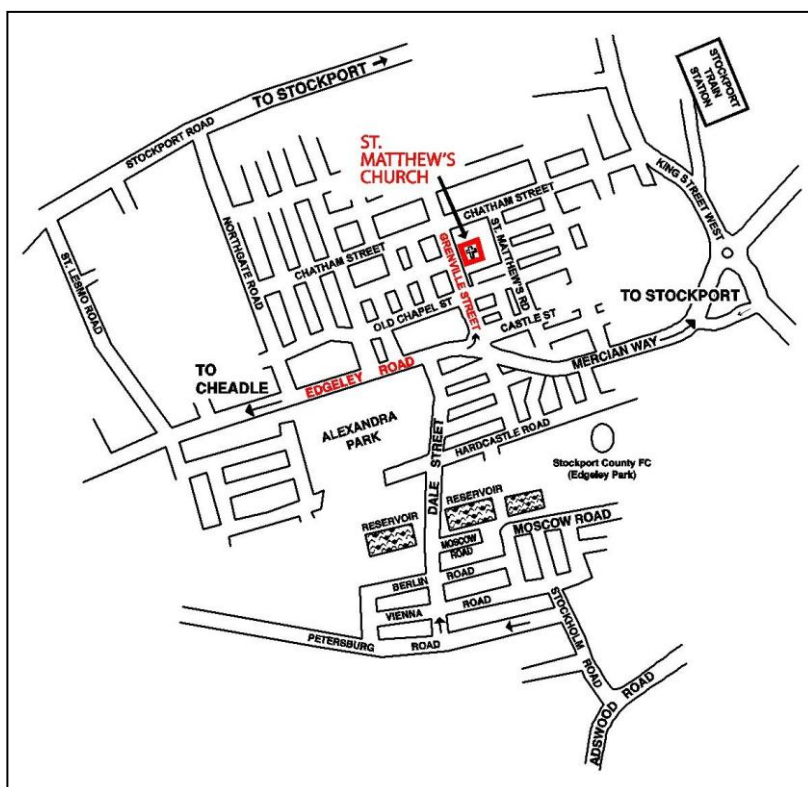 STOCKPORT
TRAIN
STATION
TO STOCKPORT
STOCKPORT ROAD
ST.
MATTHEW'S
CHURCH
KING STREET WEST
CHATHAM STREET
NORTHGATE ROAD
ST. MATTHEW'S RD
GRENVILLE STREET
ST. LESMO ROAD
CHATHAM STREET
TO STOCKPORT
OLD CHAPEL ST
CASTLE ST
MERCIAN WAY
TO
CHEADLE
EDGELEY ROAD
ALEXANDRA
PARK
DALE STREET
HARDCASTLE ROAD
Stockport County FC
(Edgeley Park)
RESERVOIR
RESERVOIR
MOSCOW ROAD
MOSCOW
ROAD
BERLIN ROAD
VIENNA ROAD
STOCKHOLM ROAD
PETERSBURG ROAD
ADSWOOD ROAD